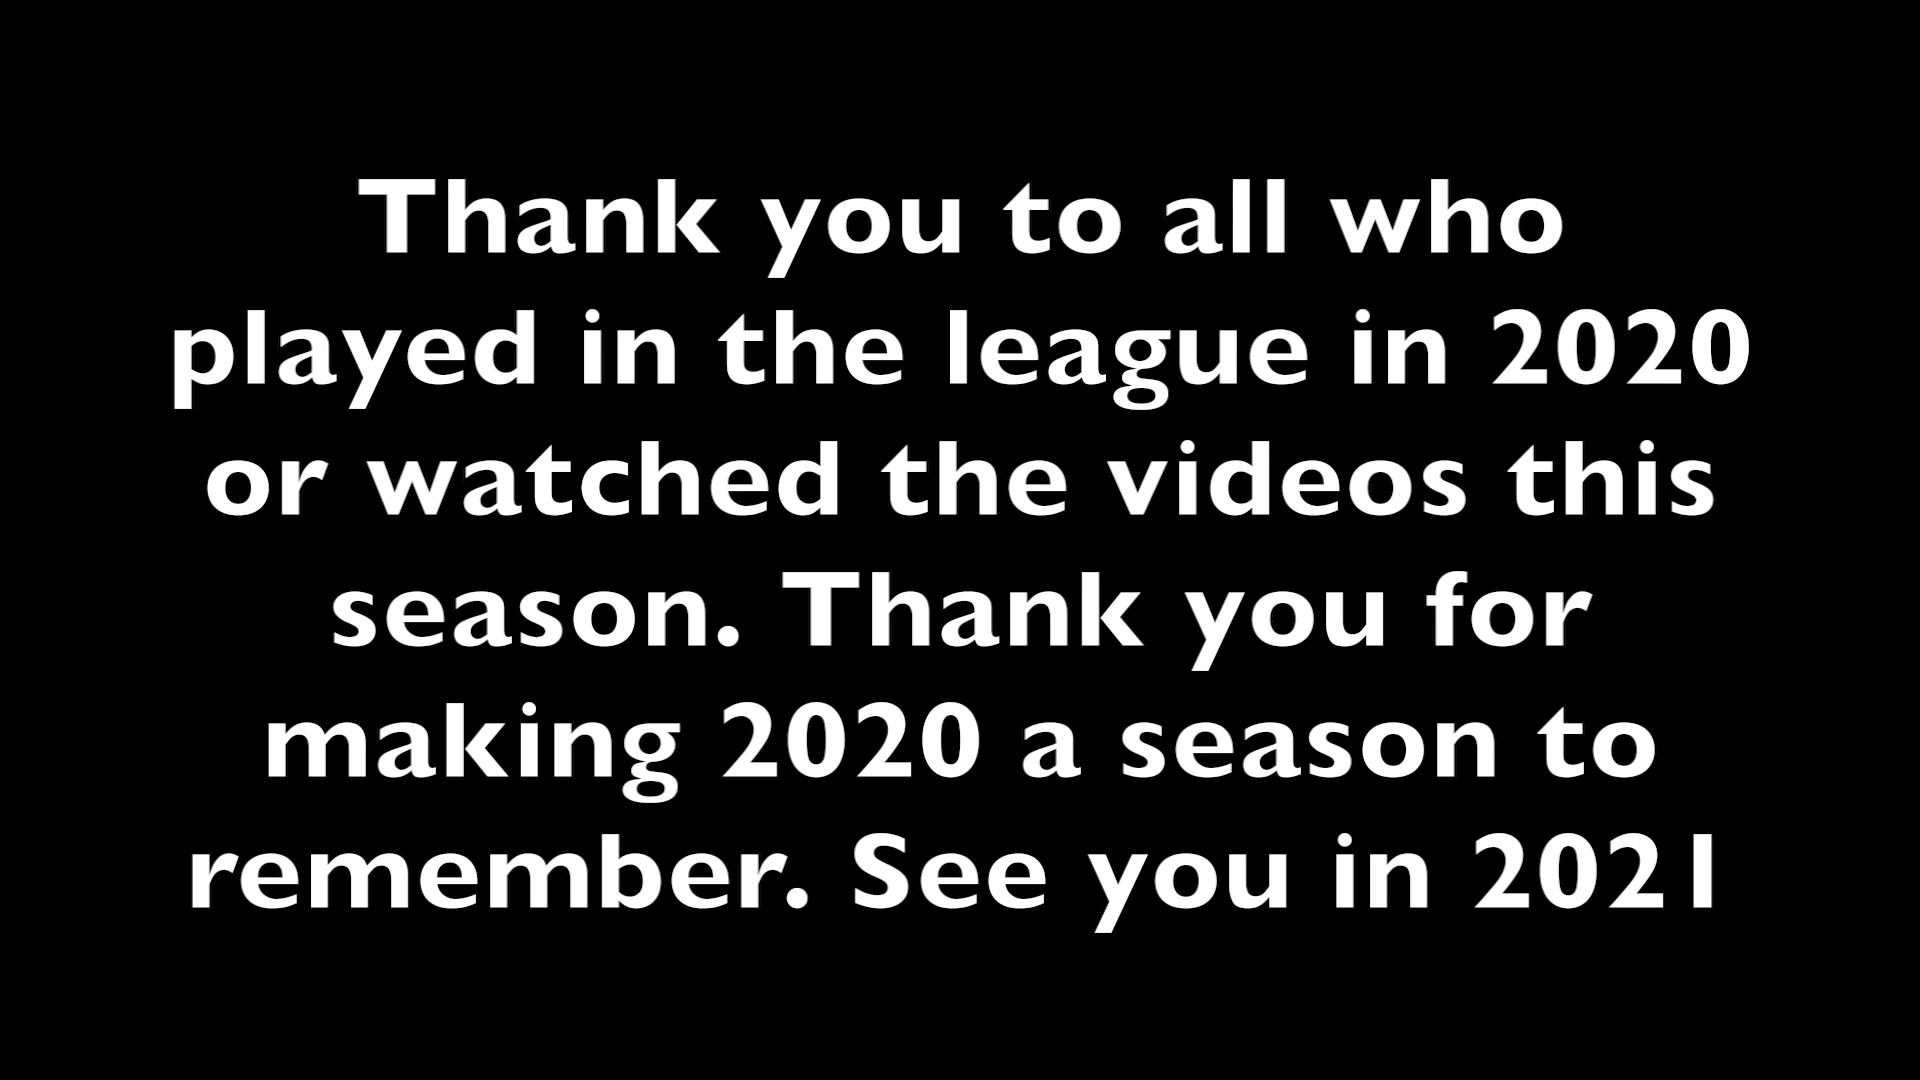 Thank you to all who
played in the league in 2020
or watched the videos this
season. Thank you for
making 2020 a season to
remember. See you in 2021